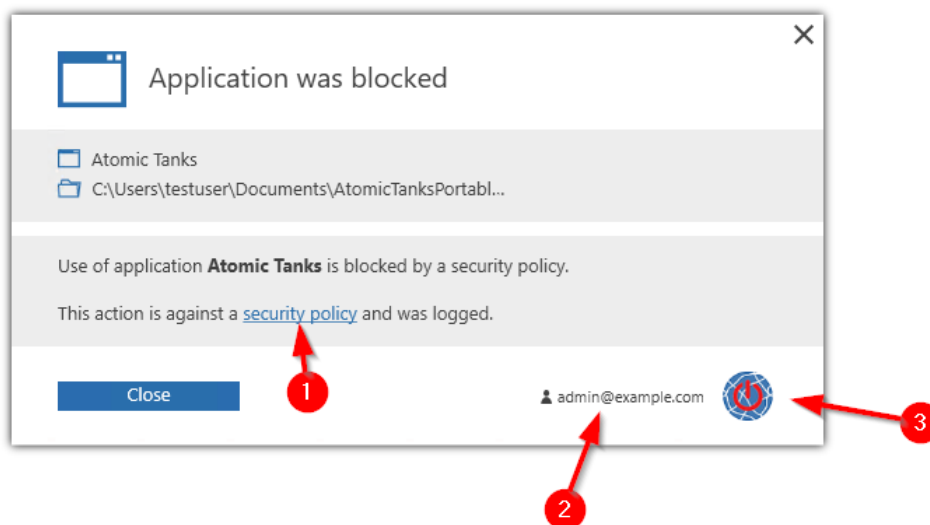 Application was blocked
Atomic Tanks
C:\Users\testuser\Documents\AtomicTanksPortabl...
Use of application Atomic Tanks is blocked by a security policy.
This action is against a security policy and was logged.
1
Close
admin@example.com
3
2